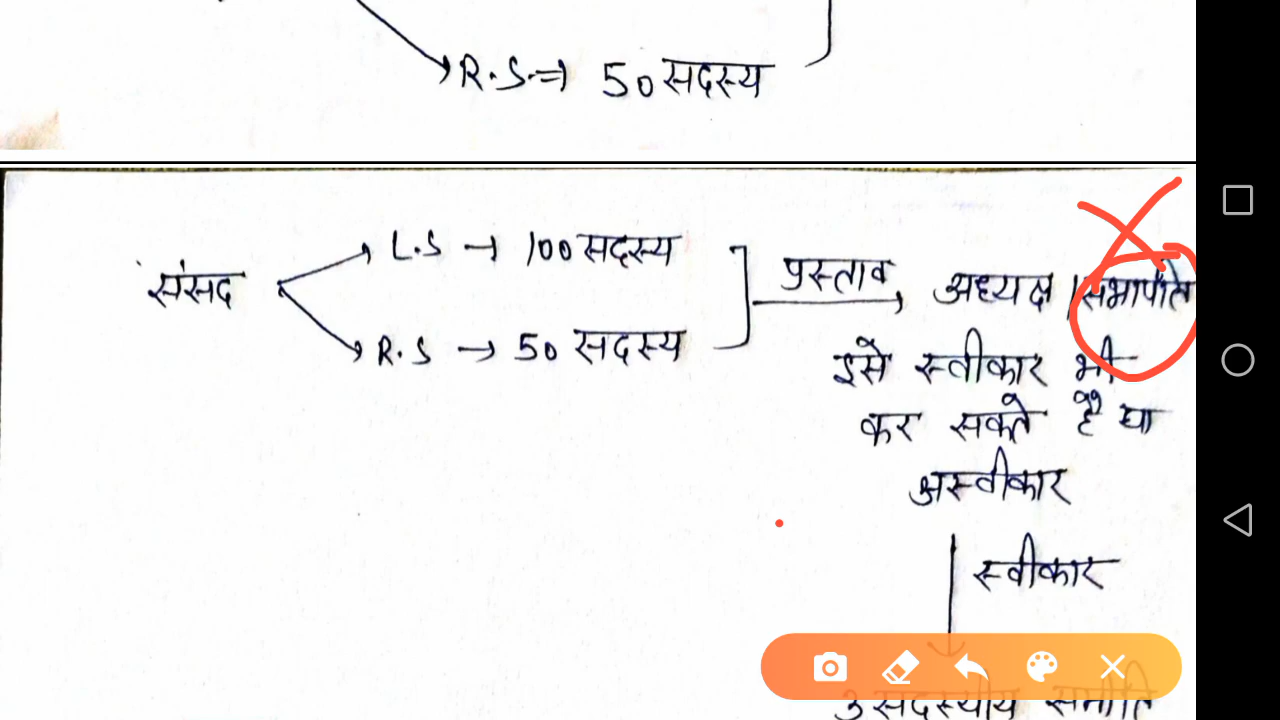 R.S.⇒ 50 सदस्य
संसद
L.S → 100 सदस्य
R.S → 50 सदस्य
प्रस्ताव
अध्यक्ष / सभापति
इसे स्वीकार भी
कर सकते है या
अस्वीकार
स्वीकार
3 सदस्यीय समीति